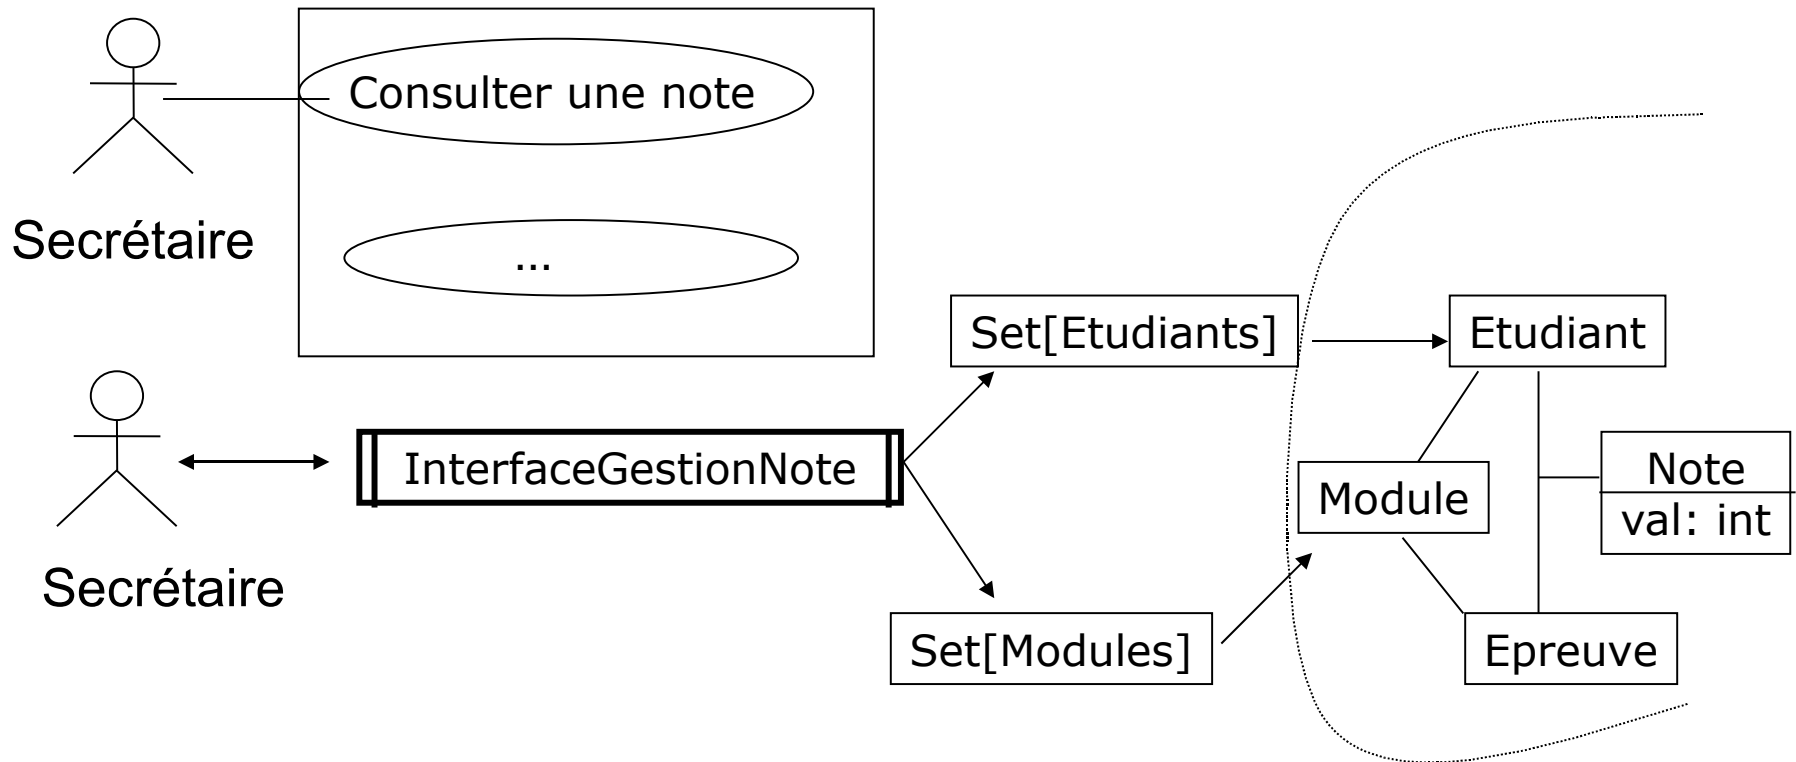 Consulter une note
Secrétaire
...
Set[Etudiants]
Etudiant
InterfaceGestionNote
Note
val: int
Module
Secrétaire
Set[Modules]
Epreuve